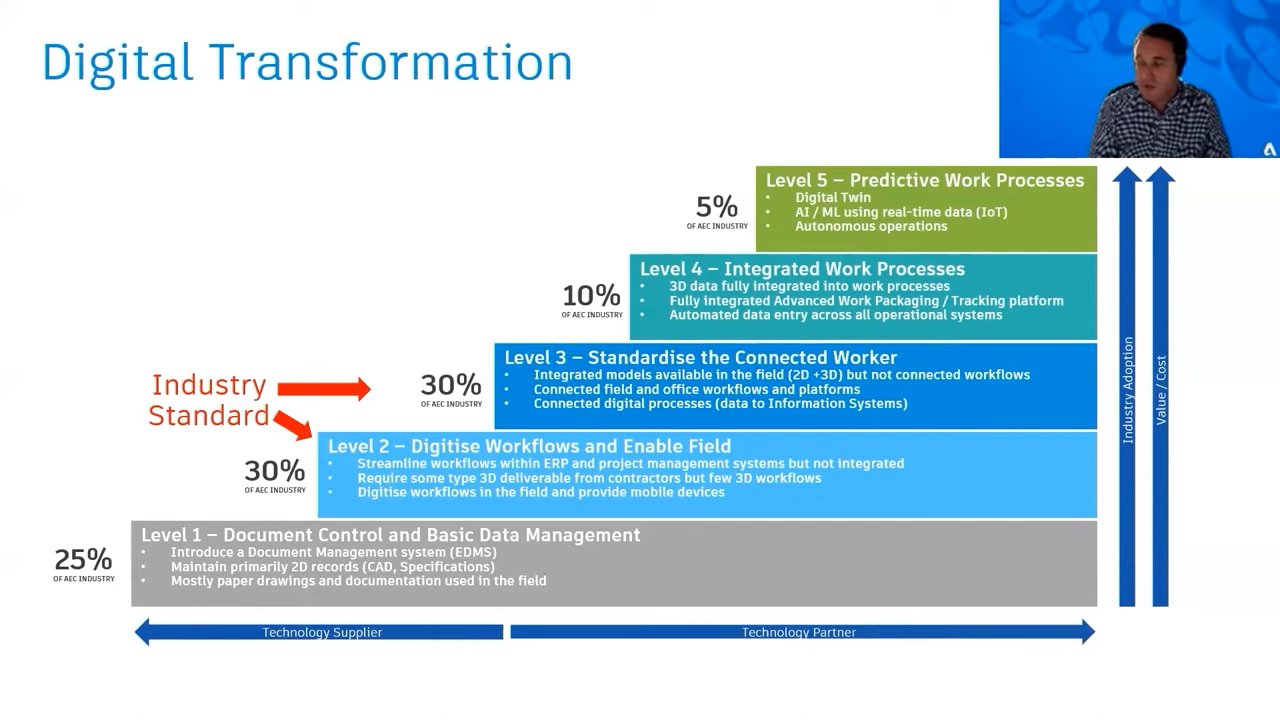 Digital Transformation
Level 5 – Predictive Work Processes
• Digital Twin
• AI / ML using real-time data (IoT)
• Autonomous operations
5%
OF AEC INDUSTRY
Level 4 – Integrated Work Processes
• 3D data fully integrated into work processes
• Fully integrated Advanced Work Packaging / Tracking platform
• Automated data entry across all operational systems
10%
OF AEC INDUSTRY
Level 3 – Standardise the Connected Worker
• Integrated models available in the field (2D +3D) but not connected workflows
• Connected field and office workflows and platforms
• Connected digital processes (data to Information Systems)
30%
OF AEC INDUSTRY
Industry
Standard
Level 2 – Digitise Workflows and Enable Field
• Streamline workflows within ERP and project management systems but not integrated
• Require some type 3D deliverable from contractors but few 3D workflows
• Digitise workflows in the field and provide mobile devices
30%
OF AEC INDUSTRY
Level 1 – Document Control and Basic Data Management
• Introduce a Document Management system (EDMS)
• Maintain primarily 2D records (CAD, Specifications)
• Mostly paper drawings and documentation used in the field
25%
OF AEC INDUSTRY
Technology Supplier
Technology Partner
Industry Adoption
Value / Cost